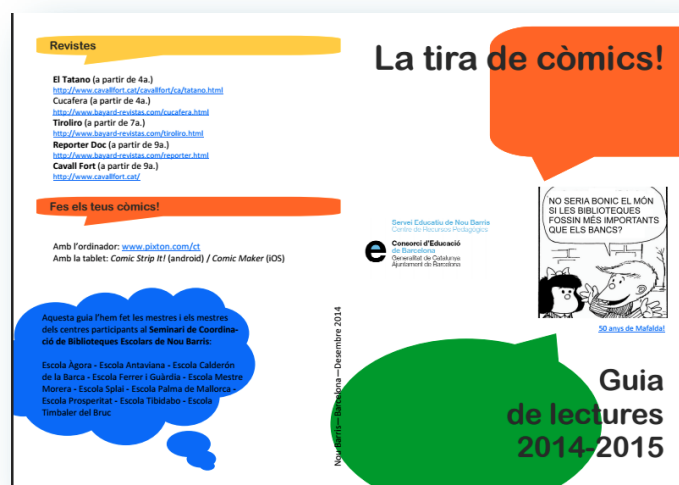 Revistes
El Tatano (a partir de 4a.)
http://www.cavallfort.cat/cavallfort/ca/tatano.html
Cucafera (a partir de 4a.)
http://www.bayard-revistas.com/cucafera.html
Tiroliro (a partir de 7a.)
http://www.bayard-revistas.com/tiroliro.html
Reporter Doc (a partir de 9a.)
http://www.bayard-revistas.com/reporter.html
Cavall Fort (a partir de 9a.)
http://www.cavallfort.cat/
Fes els teus còmics!
Amb l'ordinador: www.pixton.com/ct
Amb la tablet: Comic Strip It! (android) / Comic Maker (iOS)
Aquesta guia l'hem fet les mestres i els mestres
dels centres participants al Seminari de Coordina-
ció de Biblioteques Escolars de Nou Barris:
Escola Àgora - Escola Antaviana - Escola Calderón
de la Barca - Escola Ferrer i Guàrdia - Escola Mestre
Morera - Escola Splai - Escola Palma de Mallorca -
Escola Prosperitat - Escola Tibidabo - Escola
Timbaler del Bruc
Nou Barris—Barcelona—Desembre 2014
La tira de còmics!
Servei Educatiu de Nou Barris
Centre de Recursos Pedagògics
e Consorci d'Educació
de Barcelona
Generalitat de Catalunya
Ajuntament de Barcelona
NO SERIA BONIC EL MÓN
SI LES BIBLIOTEQUES
FOSSIN MÉS IMPORTANTS
QUE ELS BANCS?
50 anys de Mafalda!
Guia
de lectures
2014-2015